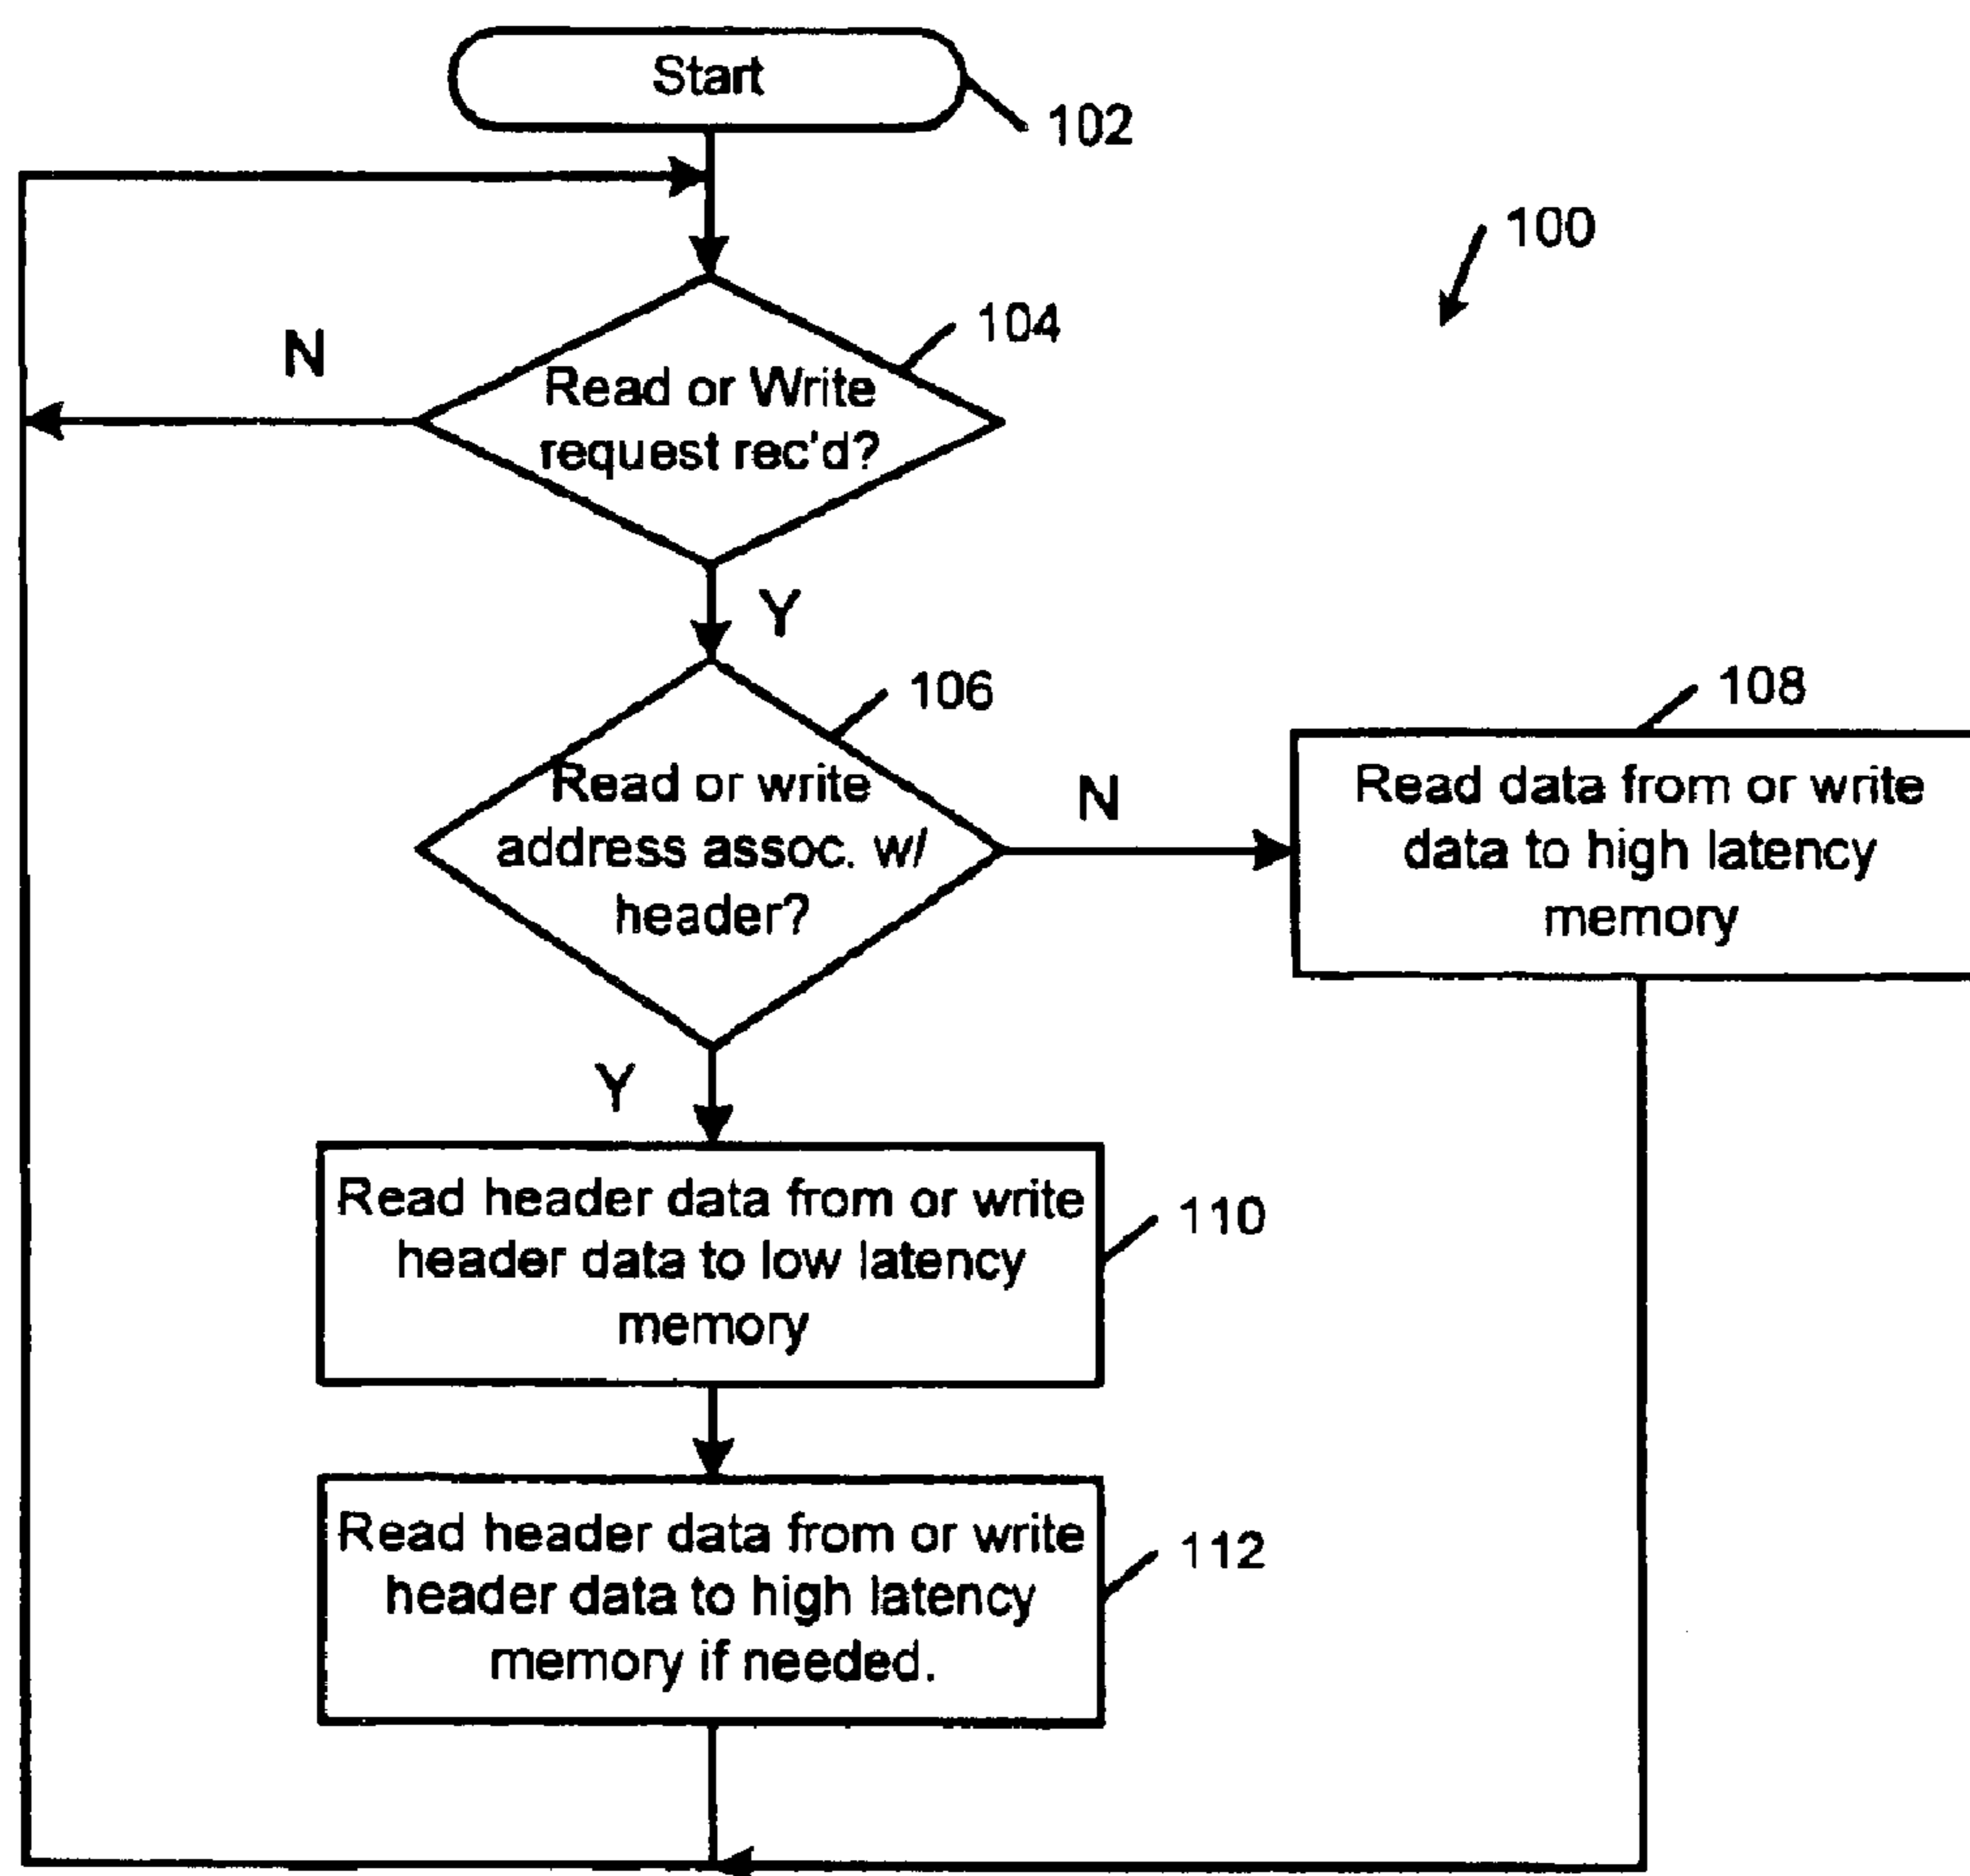 Start
102
100
104
N
Read or Write
request rec'd?
Y
106
108
Read or write
address assoc. w/
header?
N
Read data from or write
data to high latency
memory
Y
Read header data from or write
header data to low latency
memory
110
Read header data from or write
header data to high latency
memory if needed.
112